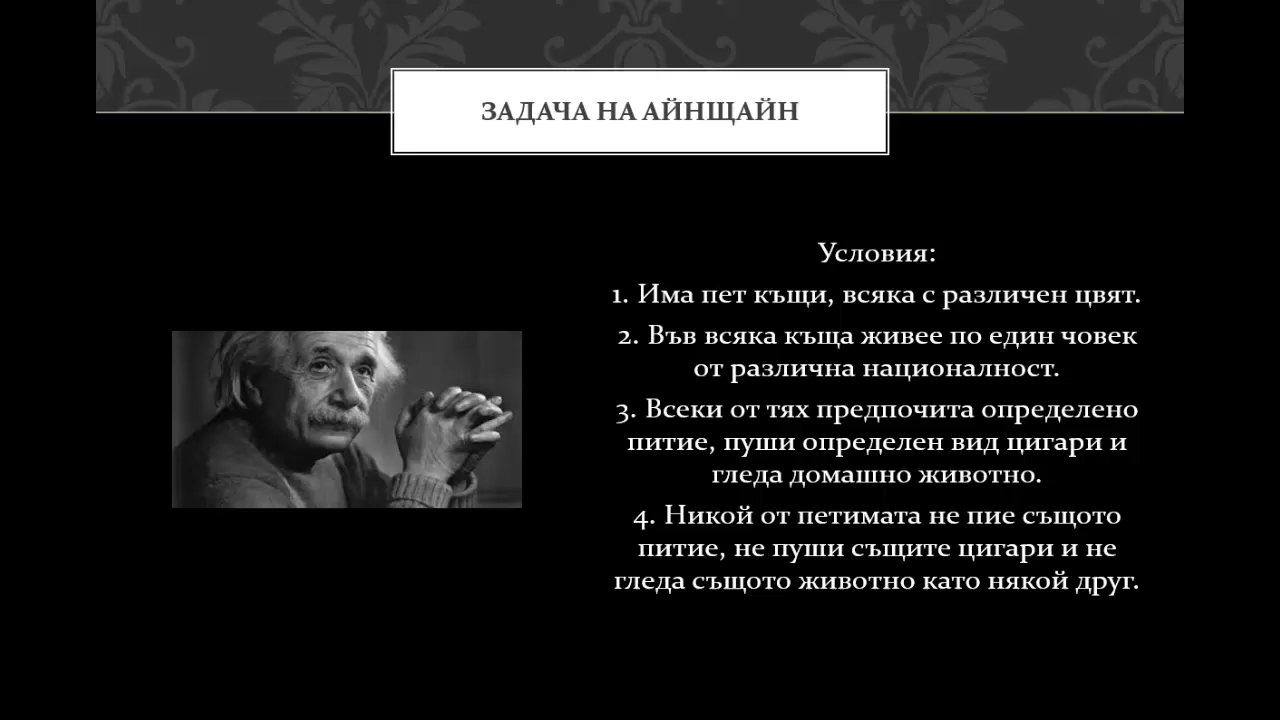 ЗАДАЧА НА АЙНЩАЙН
Условия:
1. Има пет къщи, всяка с различен цвят.
2. Във всяка къща живее по един човек
от различна националност.
3. Всеки от тях предпочита определено
питие, пуши определен вид цигари и
гледа домашно животно.
4. Никой от петимата не пие същото
питие, не пуши същите цигари и не
гледа същото животно като някой друг.